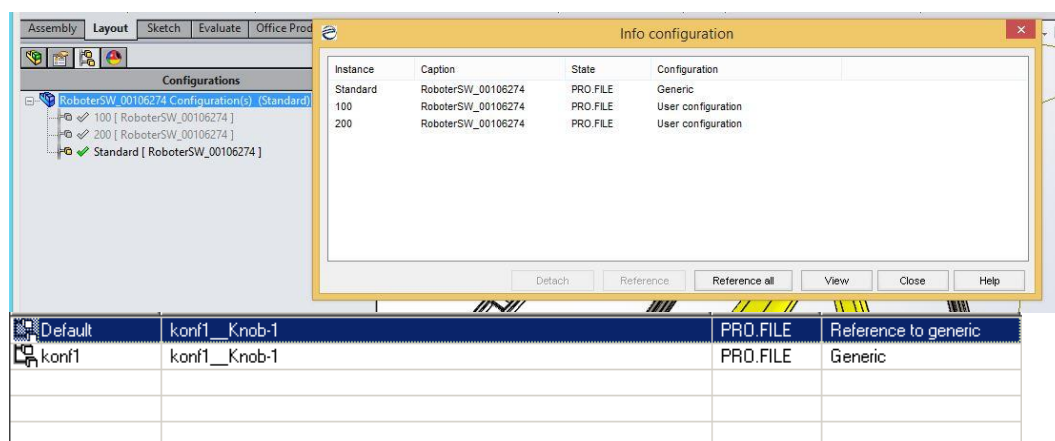 Assembly Layout Sketch Evaluate Office Prod
Configurations
RoboterSW_00106274 Configuration(s) (Standard)
100 [ RoboterSW_00106274 ]
200 [ RoboterSW_00106274 ]
Standard [ RoboterSW_00106274 ]
Info configuration
Instance Caption State Configuration
Standard RoboterSW_00106274 PRO.FILE Generic
100 RoboterSW_00106274 PRO.FILE User configuration
200 RoboterSW_00106274 PRO.FILE User configuration
Detach Reference Reference all View Close Help
Default konf1__Knob-1 PRO.FILE Reference to generic
konf1 konf1__Knob-1 PRO.FILE Generic